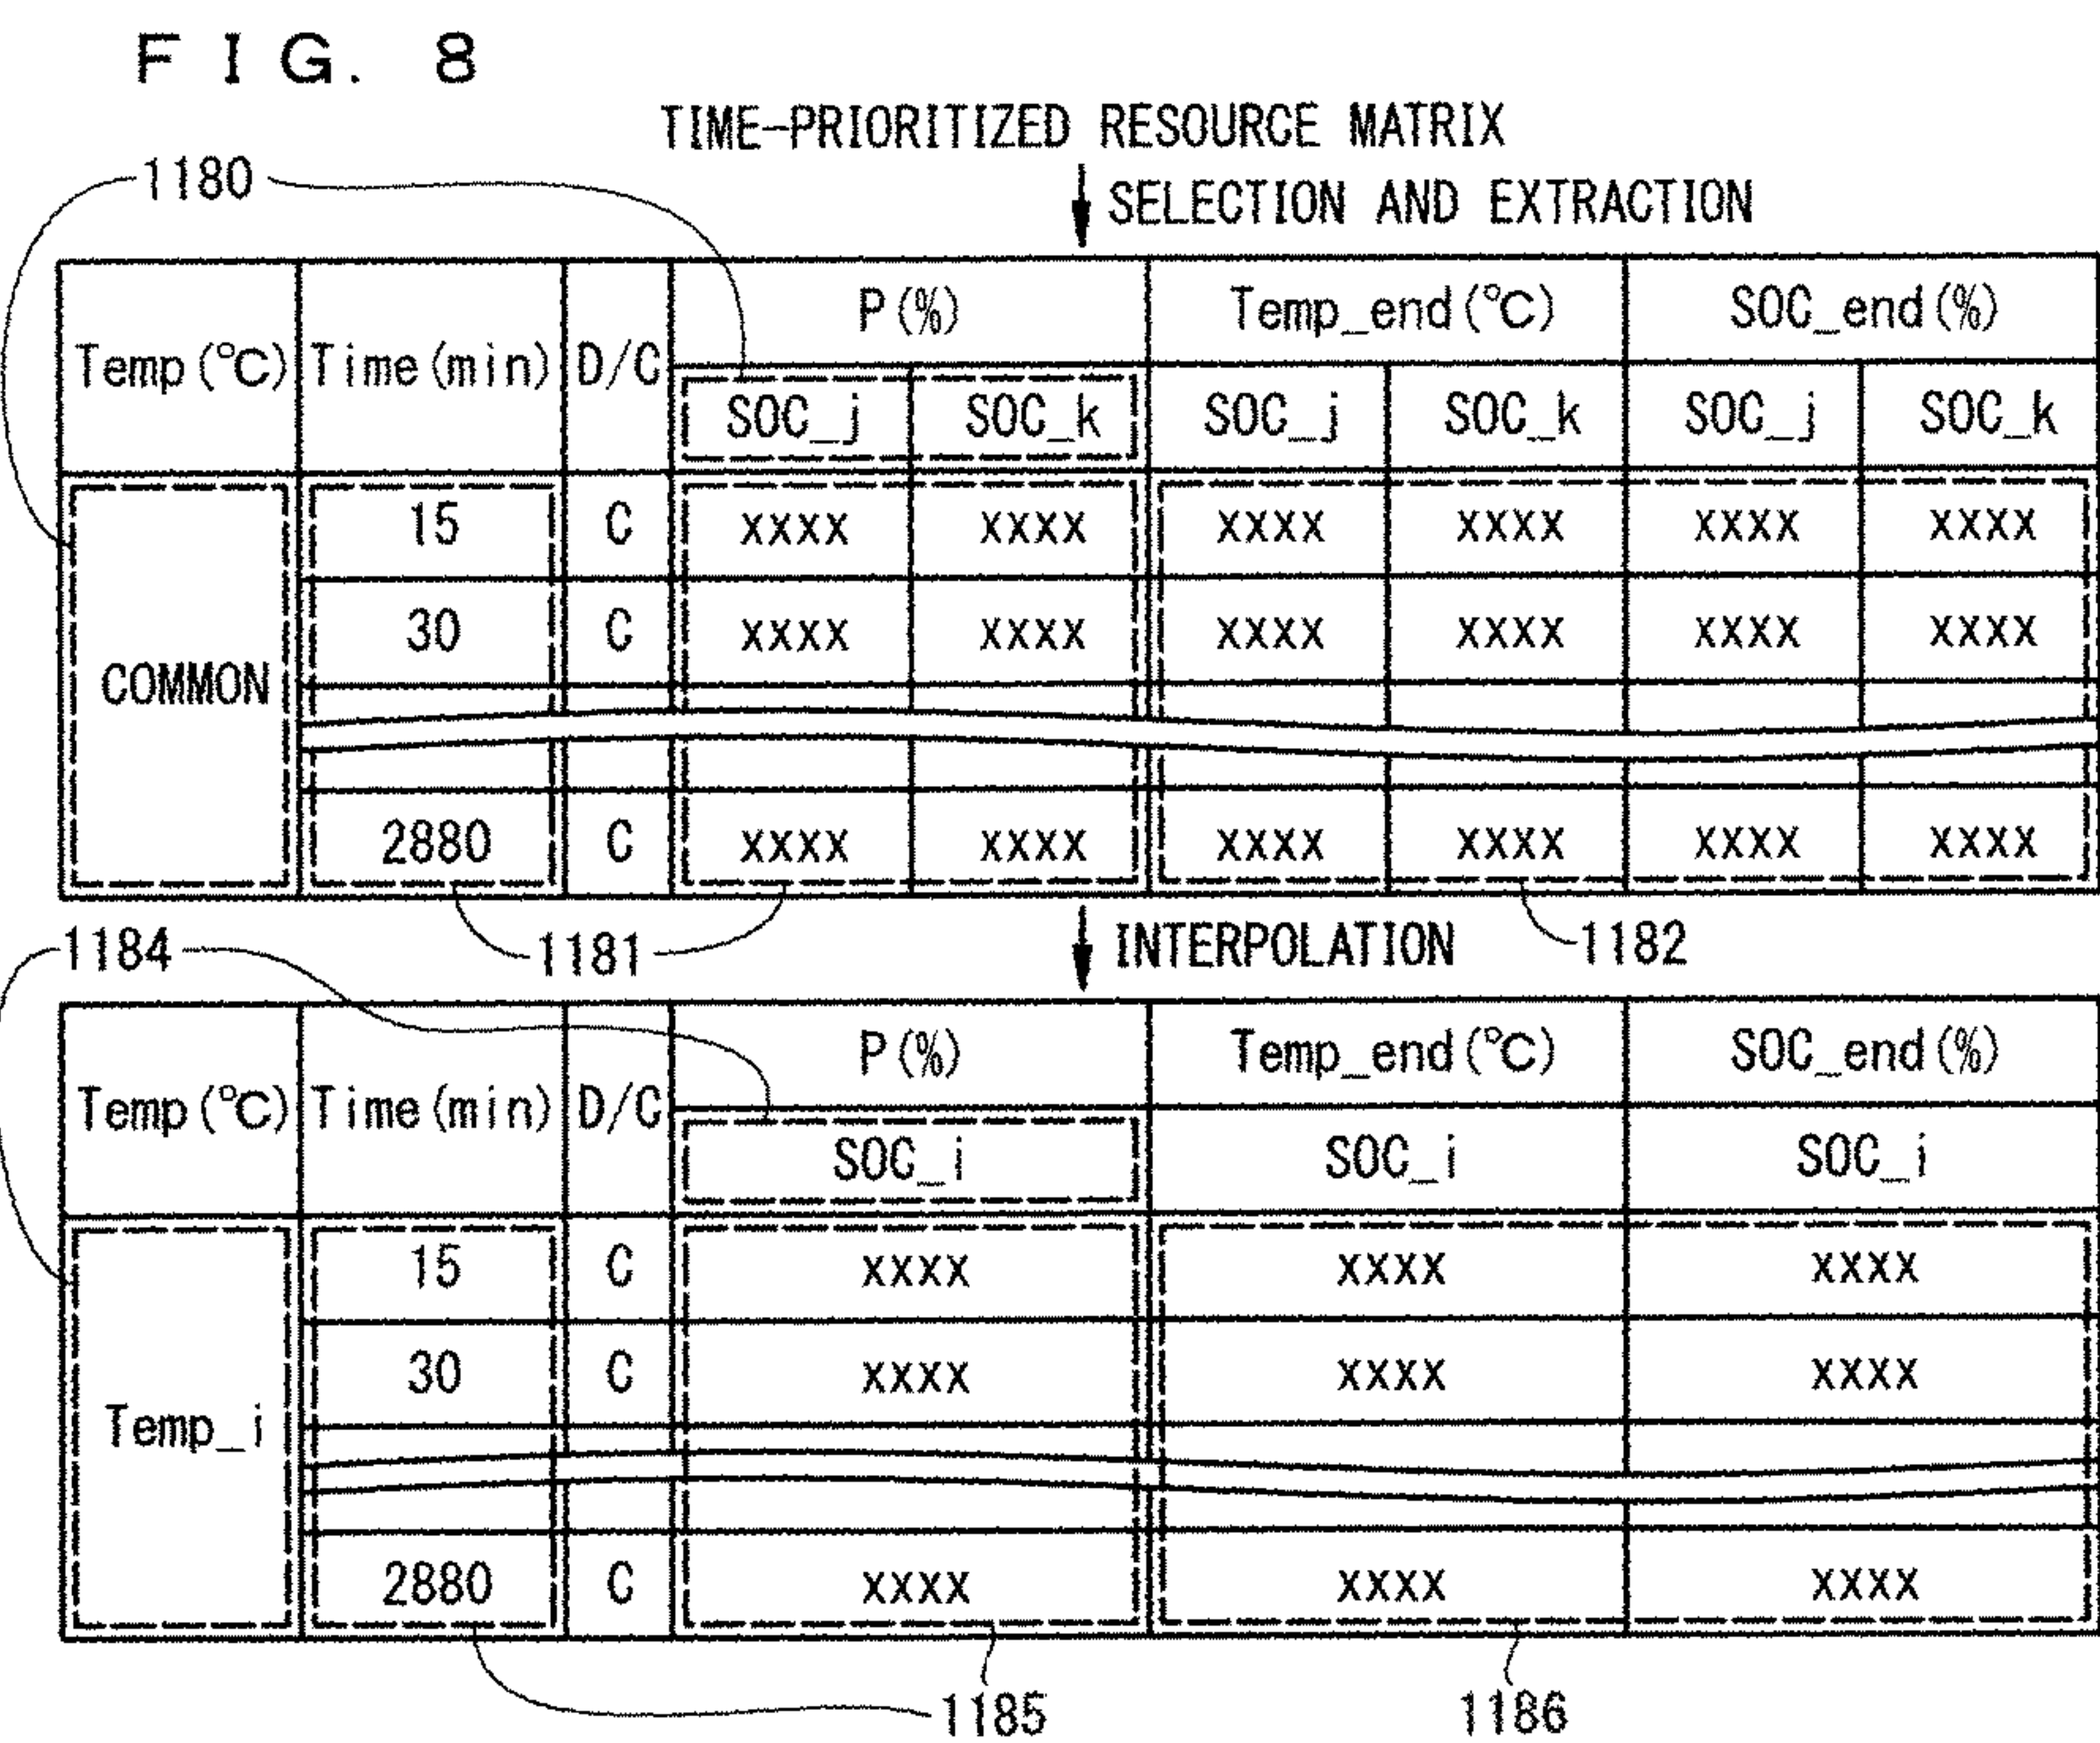 FIG. 8
TIME-PRIORITIZED RESOURCE MATRIX
1180
SELECTION AND EXTRACTION
Temp(℃) Time(min) D/C P(%) Temp_end(℃) SOC_end(%)
SOC_j SOC_k SOC_j SOC_k SOC_j SOC_k
15 C xxxx xxxx xxxx xxxx xxxx xxxx
30 C xxxx xxxx xxxx xxxx xxxx xxxx
COMMON
2880 C xxxx xxxx xxxx xxxx xxxx xxxx
1184 1181 INTERPOLATION 1182
Temp(℃) Time(min) D/C P(%) Temp_end(℃) SOC_end(%)
SOC_i SOC_i SOC_i
15 C xxxx xxxx xxxx
30 C xxxx xxxx xxxx
Temp_i
2880 C xxxx xxxx xxxx
1185 1186